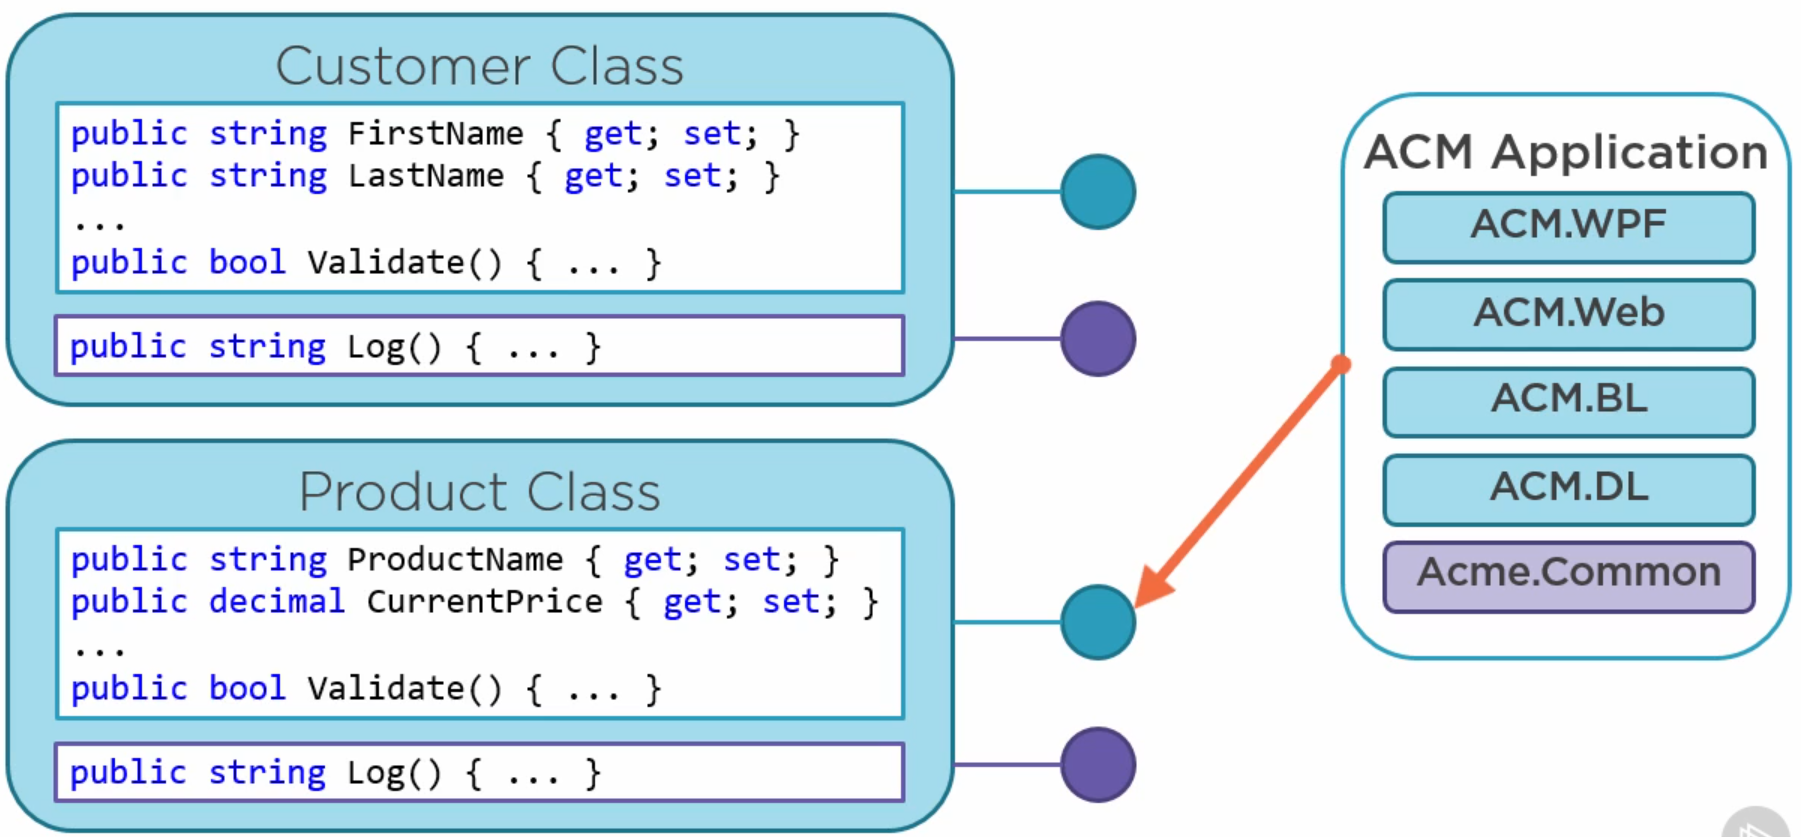 Customer Class
public string FirstName { get; set; }
public string LastName { get; set; }
...
public bool Validate() { ... }
public string Log() { ... }
Product Class
public string ProductName { get; set; }
public decimal CurrentPrice { get; set; }
...
public bool Validate() { ... }
public string Log() { ... }
ACM Application
ACM.WPF
ACM.Web
ACM.BL
ACM.DL
Acme.Common